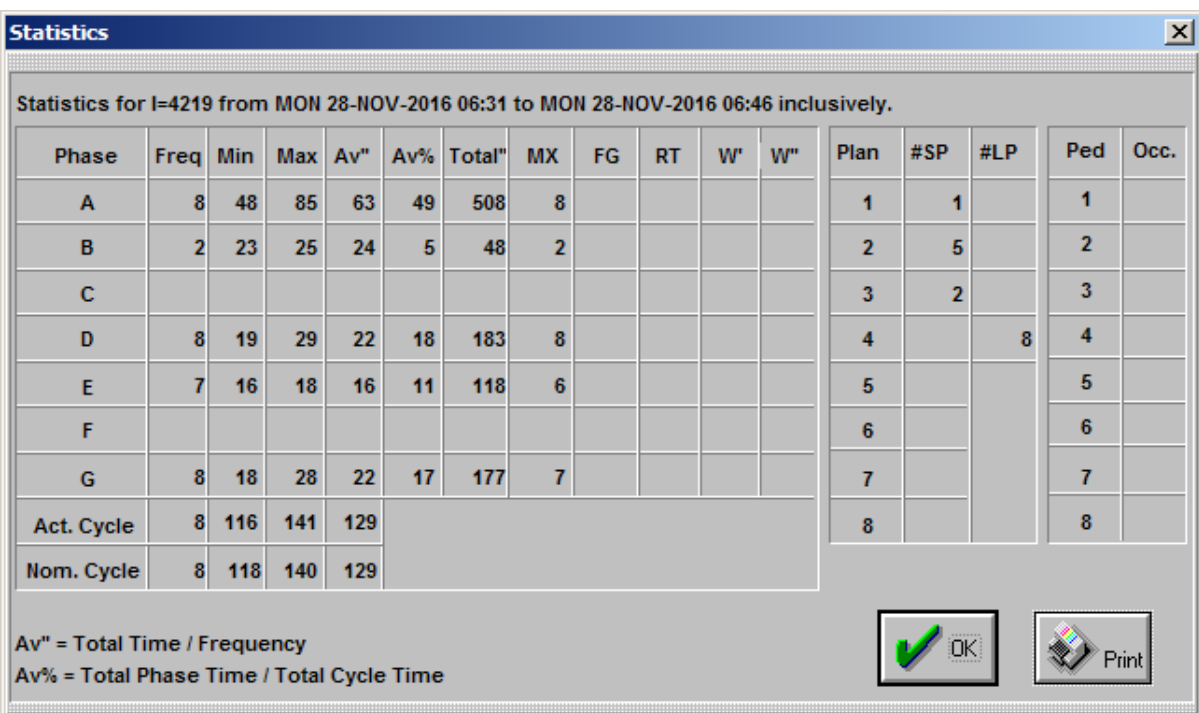 Statistics
Statistics for I=4219 from MON 28-NOV-2016 06:31 to MON 28-NOV-2016 06:46 inclusively.
Phase Freq Min Max Av" Av% Total" MX FG RT W' W" Plan #SP #LP Ped Occ.
A 8 48 85 63 49 508 8 1 1 1
B 2 23 25 24 5 48 2 2 5 2
C 3 2 3
D 8 19 29 22 18 183 8 4 8 4
E 7 16 18 16 11 118 6 5 5
F 6 6
G 8 18 28 22 17 177 7 7 7
Act. Cycle 8 116 141 129 8 8
Nom. Cycle 8 118 140 129
Av" = Total Time / Frequency
Av% = Total Phase Time / Total Cycle Time
OK
Print